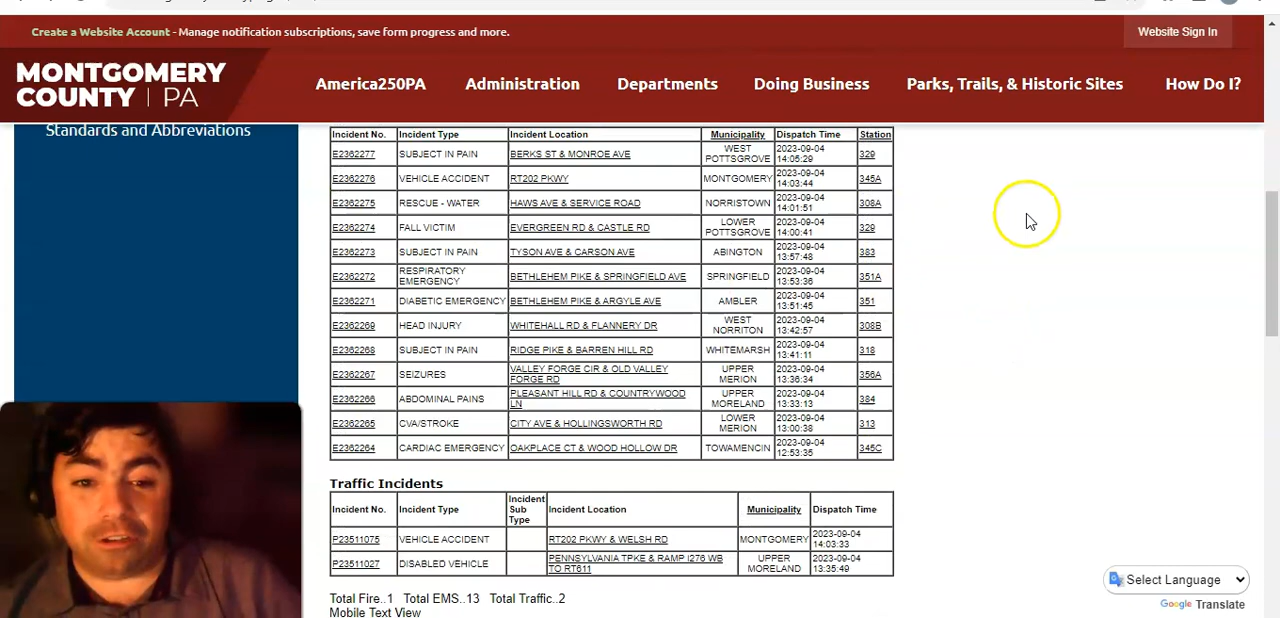 Create a Website Account - Manage notification subscriptions, save form progress and more.
Website Sign In
MONTGOMERY
COUNTY | PA
America250PA
Administration
Departments
Doing Business
Parks, Trails, & Historic Sites
How Do I?
Standards and Abbreviations
Incident No. Incident Type Incident Location Municipality Dispatch Time Station
E2362277 SUBJECT IN PAIN BERKS ST & MONROE AVE WEST POTTSGROVE 2023-09-04 14:05:29 329
E2362276 VEHICLE ACCIDENT RT202 PKWY MONTGOMERY 2023-09-04 14:03:44 345A
E2362275 RESCUE - WATER HAWS AVE & SERVICE ROAD NORRISTOWN 2023-09-04 14:01:51 308A
E2362274 FALL VICTIM EVERGREEN RD & CASTLE RD LOWER POTTSGROVE 2023-09-04 14:00:41 329
E2362273 SUBJECT IN PAIN TYSON AVE & CARSON AVE ABINGTON 2023-09-04 13:57:48 383
E2362272 RESPIRATORY EMERGENCY BETHLEHEM PIKE & SPRINGFIELD AVE SPRINGFIELD 2023-09-04 13:53:36 351A
E2362271 DIABETIC EMERGENCY BETHLEHEM PIKE & ARGYLE AVE AMBLER 2023-09-04 13:51:45 351
E2362269 HEAD INJURY WHITEHALL RD & FLANNERY DR WEST NORRITON 2023-09-04 13:42:57 308B
E2362268 SUBJECT IN PAIN RIDGE PIKE & BARREN HILL RD WHITEMARSH 2023-09-04 13:41:11 318
E2362267 SEIZURES VALLEY FORGE CIR & OLD VALLEY FORGE RD UPPER MERION 2023-09-04 13:36:34 356A
E2362266 ABDOMINAL PAINS PLEASANT HILL RD & COUNTRYWOOD LN UPPER MORELAND 2023-09-04 13:33:13 384
E2362265 CVA/STROKE CITY AVE & HOLLINGSWORTH RD LOWER MERION 2023-09-04 13:00:38 313
E2362264 CARDIAC EMERGENCY OAKPLACE CT & WOOD HOLLOW DR TOWAMENCIN 2023-09-04 12:53:35 345C
Traffic Incidents
Incident No. Incident Type Incident Sub Type Incident Location Municipality Dispatch Time
P23511075 VEHICLE ACCIDENT RT202 PKWY & WELSH RD MONTGOMERY 2023-09-04 14:03:33
P23511027 DISABLED VEHICLE PENNSYLVANIA TPKE & RAMP I276 WB TO RT611 UPPER MORELAND 2023-09-04 13:35:49
Total Fire..1 Total EMS..13 Total Traffic..2
Mobile Text View
Select Language
Google Translate